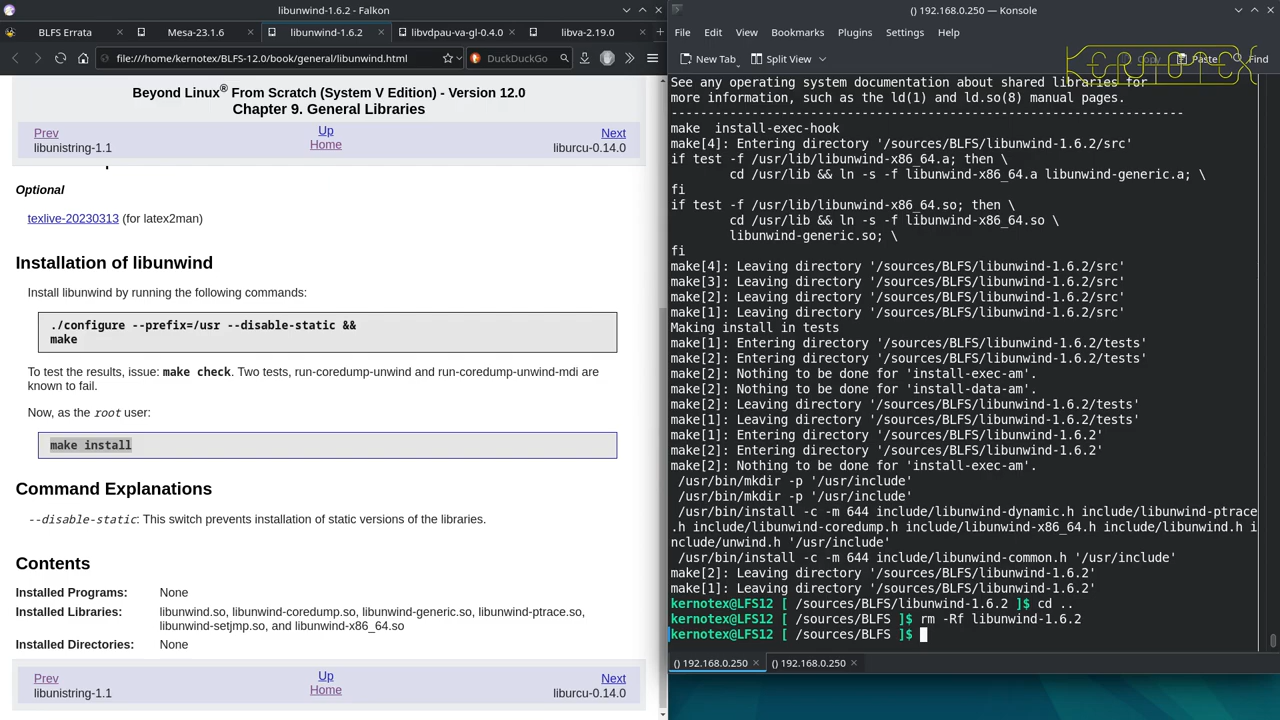 libunwind-1.6.2 - Falkon
BLFS Errata
Mesa-23.1.6
libunwind-1.6.2
libvdpau-va-gl-0.4.0
libva-2.19.0
file:///home/kernotex/BLFS-12.0/book/general/libunwind.html
DuckDuckGo
Beyond Linux® From Scratch (System V Edition) - Version 12.0
Chapter 9. General Libraries
Prev
Up
Next
libunistring-1.1
Home
liburcu-0.14.0
Optional
texlive-20230313 (for latex2man)
Installation of libunwind
Install libunwind by running the following commands:
./configure --prefix=/usr --disable-static &&
make
To test the results, issue: make check. Two tests, run-coredump-unwind and run-coredump-unwind-mdi are
known to fail.
Now, as the root user:
make install
Command Explanations
--disable-static: This switch prevents installation of static versions of the libraries.
Contents
Installed Programs: None
Installed Libraries: libunwind.so, libunwind-coredump.so, libunwind-generic.so, libunwind-ptrace.so,
libunwind-setjmp.so, and libunwind-x86_64.so
Installed Directories: None
Prev
Up
Next
libunistring-1.1
Home
liburcu-0.14.0
() 192.168.0.250 — Konsole
File Edit View Bookmarks Plugins Settings Help
New Tab
Split View
Copy
Paste
Find
KERNOTEX
See any operating system documentation about shared libraries for
more information, such as the ld(1) and ld.so(8) manual pages.
----------------------------------------------------------------------
make  install-exec-hook
make[4]: Entering directory '/sources/BLFS/libunwind-1.6.2/src'
if test -f /usr/lib/libunwind-x86_64.a; then \
cd /usr/lib && ln -s -f libunwind-x86_64.a libunwind-generic.a; \
fi
if test -f /usr/lib/libunwind-x86_64.so; then \
cd /usr/lib && ln -s -f libunwind-x86_64.so \
libunwind-generic.so; \
fi
make[4]: Leaving directory '/sources/BLFS/libunwind-1.6.2/src'
make[3]: Leaving directory '/sources/BLFS/libunwind-1.6.2/src'
make[2]: Leaving directory '/sources/BLFS/libunwind-1.6.2/src'
make[1]: Leaving directory '/sources/BLFS/libunwind-1.6.2/src'
Making install in tests
make[1]: Entering directory '/sources/BLFS/libunwind-1.6.2/tests'
make[2]: Entering directory '/sources/BLFS/libunwind-1.6.2/tests'
make[2]: Nothing to be done for 'install-exec-am'.
make[2]: Nothing to be done for 'install-data-am'.
make[2]: Leaving directory '/sources/BLFS/libunwind-1.6.2/tests'
make[1]: Leaving directory '/sources/BLFS/libunwind-1.6.2/tests'
make[1]: Entering directory '/sources/BLFS/libunwind-1.6.2'
make[2]: Entering directory '/sources/BLFS/libunwind-1.6.2'
make[2]: Nothing to be done for 'install-exec-am'.
/usr/bin/mkdir -p '/usr/include'
/usr/bin/mkdir -p '/usr/include'
/usr/bin/install -c -m 644 include/libunwind-dynamic.h include/libunwind-ptrace
.h include/libunwind-coredump.h include/libunwind-x86_64.h include/libunwind.h i
nclude/unwind.h '/usr/include'
/usr/bin/install -c -m 644 include/libunwind-common.h '/usr/include'
make[2]: Leaving directory '/sources/BLFS/libunwind-1.6.2'
make[1]: Leaving directory '/sources/BLFS/libunwind-1.6.2'
kernotex@LFS12 [ /sources/BLFS/libunwind-1.6.2 ]$ cd ..
kernotex@LFS12 [ /sources/BLFS ]$ rm -Rf libunwind-1.6.2
kernotex@LFS12 [ /sources/BLFS ]$
() 192.168.0.250
() 192.168.0.250